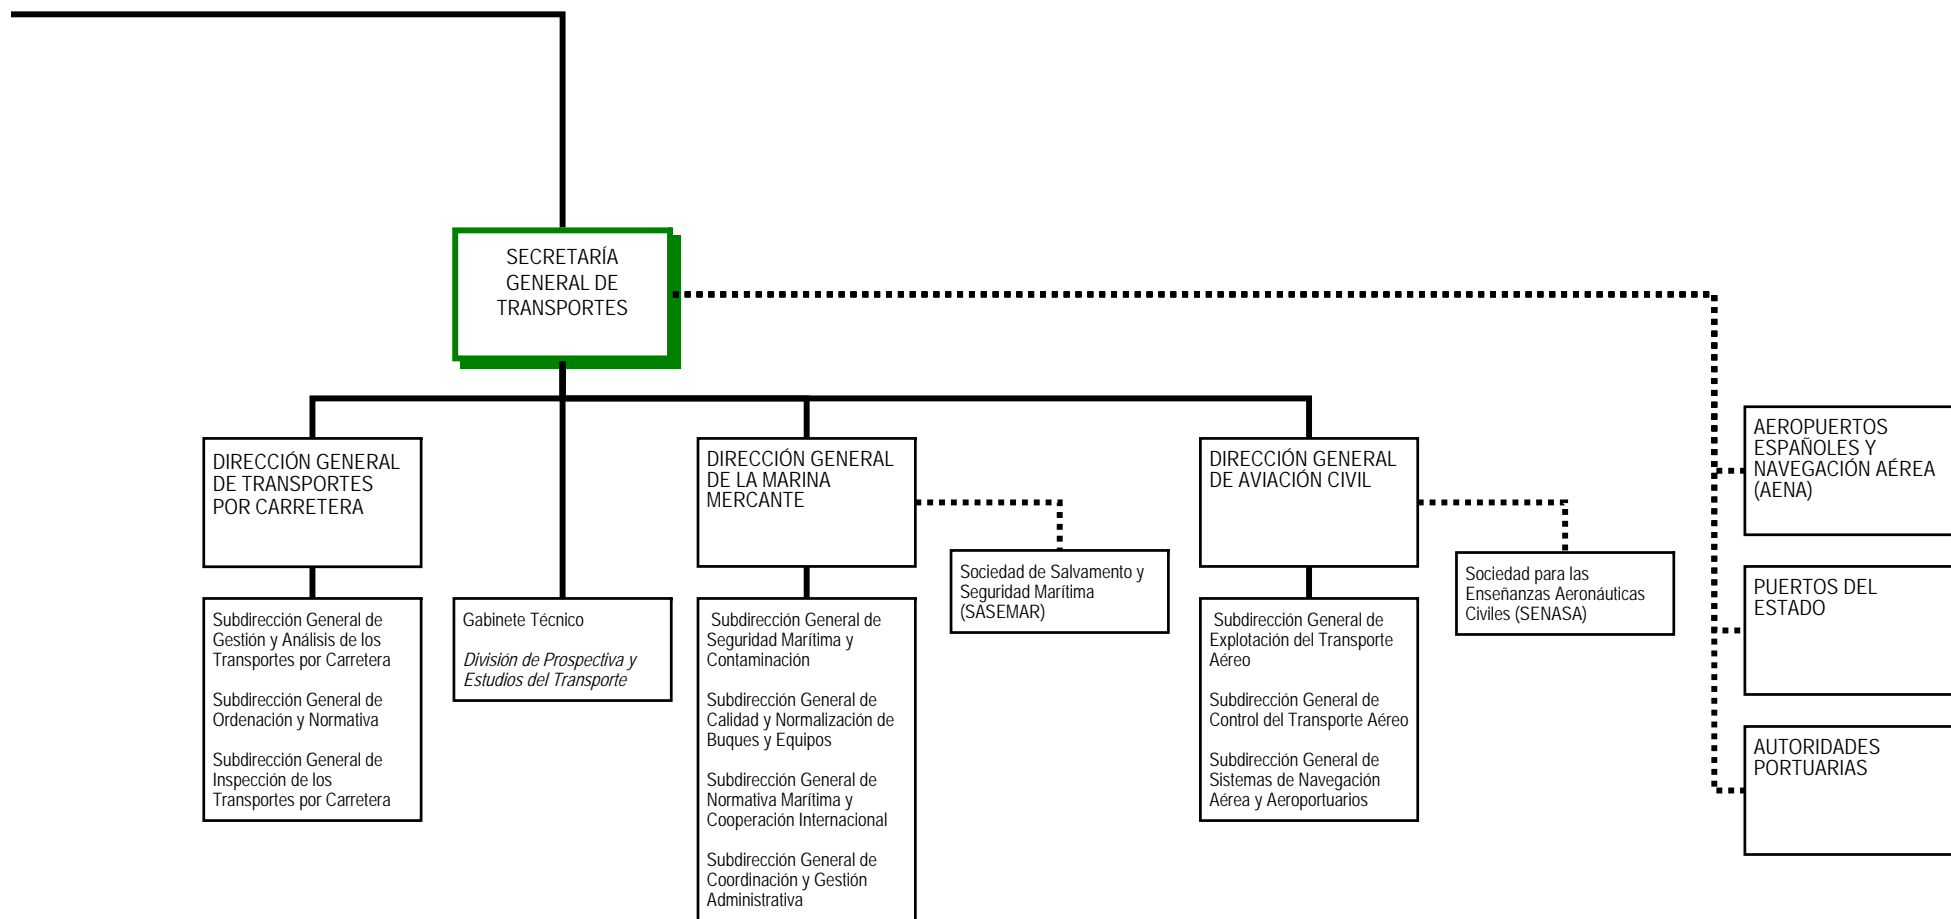 SECRETARÍA
GENERAL DE
TRANSPORTES
DIRECCIÓN GENERAL
DE TRANSPORTES
POR CARRETERA
Subdirección General de
Gestión y Análisis de los
Transportes por Carretera
Subdirección General de
Ordenación y Normativa
Subdirección General de
Inspección de los
Transportes por Carretera
Gabinete Técnico
División de Prospectiva y
Estudios del Transporte
DIRECCIÓN GENERAL
DE LA MARINA
MERCANTE
Subdirección General de
Seguridad Marítima y
Contaminación
Subdirección General de
Calidad y Normalización de
Buques y Equipos
Subdirección General de
Normativa Marítima y
Cooperación Internacional
Subdirección General de
Coordinación y Gestión
Administrativa
Sociedad de Salvamento y
Seguridad Marítima
(SASEMAR)
DIRECCIÓN GENERAL
DE AVIACIÓN CIVIL
Subdirección General de
Explotación del Transporte
Aéreo
Subdirección General de
Control del Transporte Aéreo
Subdirección General de
Sistemas de Navegación
Aérea y Aeroportuarios
Sociedad para las
Enseñanzas Aeronáuticas
Civiles (SENASA)
AEROPUERTOS
ESPAÑOLES Y
NAVEGACIÓN AÉREA
(AENA)
PUERTOS DEL
ESTADO
AUTORIDADES
PORTUARIAS